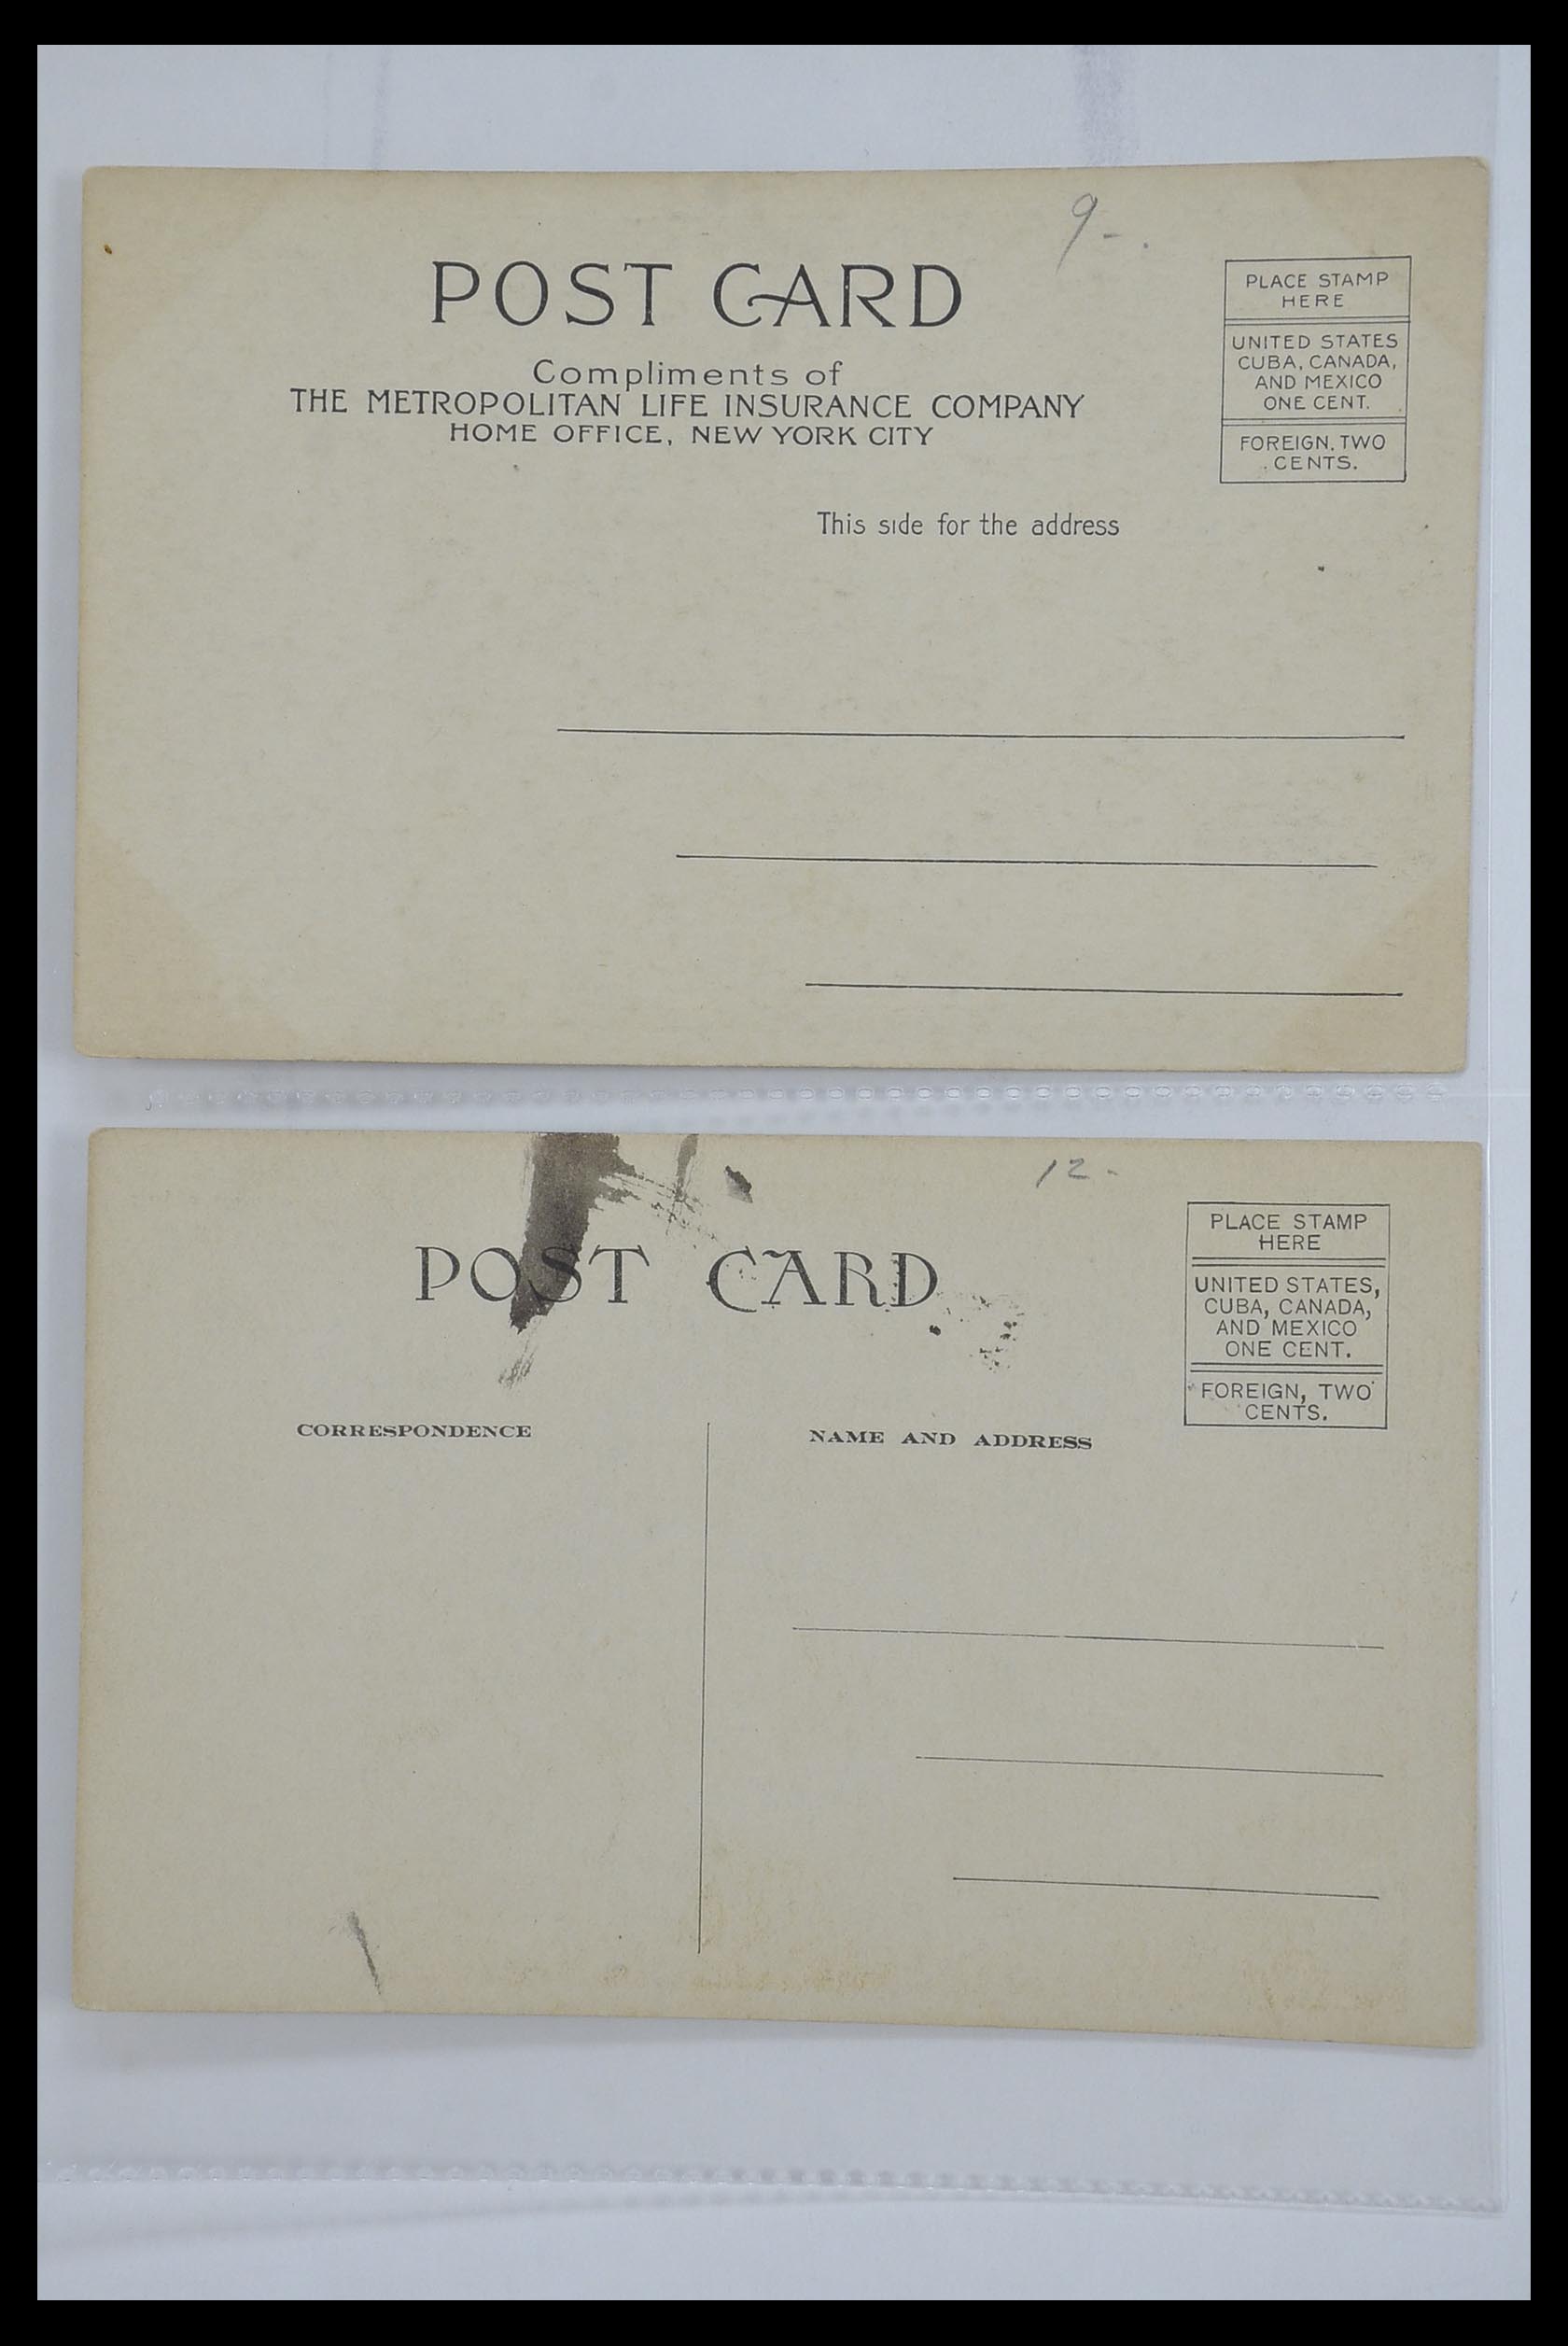 9-
POST CARD
Compliments of
THE METROPOLITAN LIFE INSURANCE COMPANY
HOME OFFICE, NEW YORK CITY
PLACE STAMP
HERE
UNITED STATES
CUBA, CANADA,
AND MEXICO
ONE CENT.
FOREIGN, TWO
CENTS.
This side for the address
12-
POST CARD
PLACE STAMP
HERE
UNITED STATES,
CUBA, CANADA,
AND MEXICO
ONE CENT.
FOREIGN, TWO
CENTS.
CORRESPONDENCE
NAME AND ADDRESS